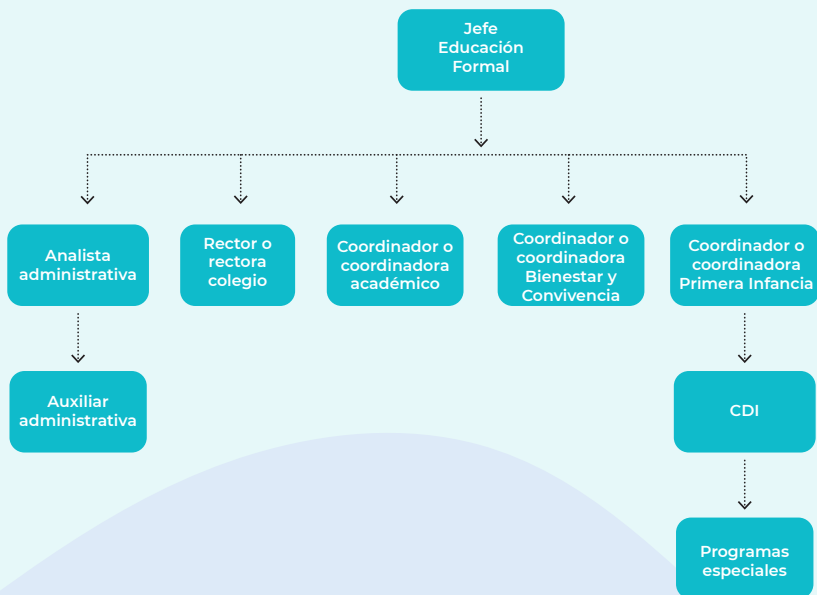 Jefe
Educación
Formal
Analista
administrativa
Rector o
rectora
colegio
Coordinador o
coordinadora
académico
Coordinador o
coordinadora
Bienestar y
Convivencia
Coordinador o
coordinadora
Primera Infancia
Auxiliar
administrativa
CDI
Programas
especiales